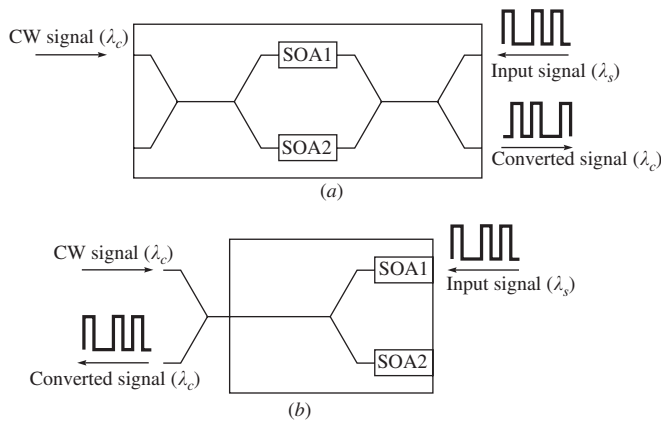 CW signal (λc)
SOA1
Input signal (λs)
SOA2
Converted signal (λc)
(a)
CW signal (λc)
SOA1
Input signal (λs)
Converted signal (λc)
SOA2
(b)